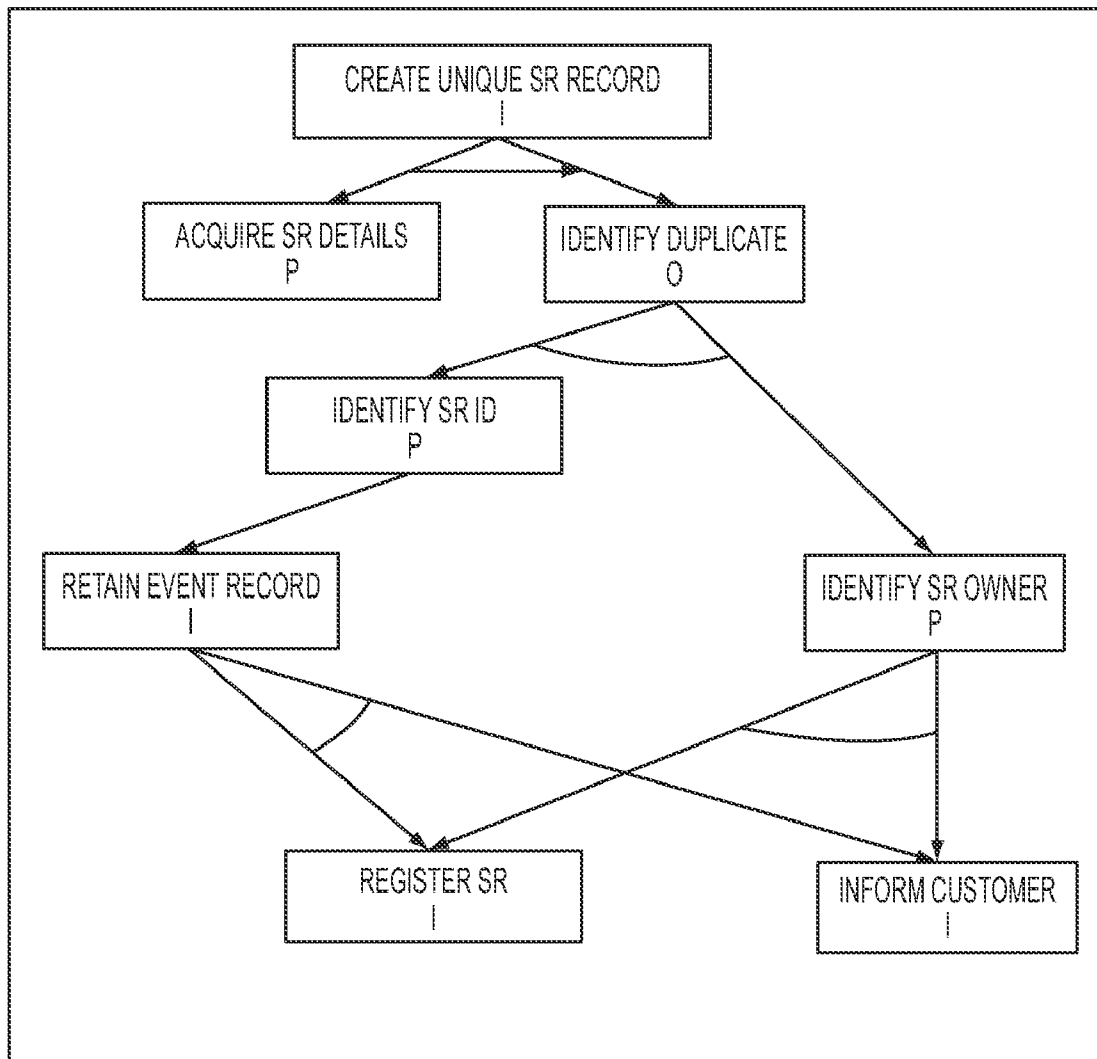 CREATE UNIQUE SR RECORD
I
ACQUIRE SR DETAILS
P
IDENTIFY DUPLICATE
O
IDENTIFY SR ID
P
RETAIN EVENT RECORD
I
IDENTIFY SR OWNER
P
REGISTER SR
I
INFORM CUSTOMER
I